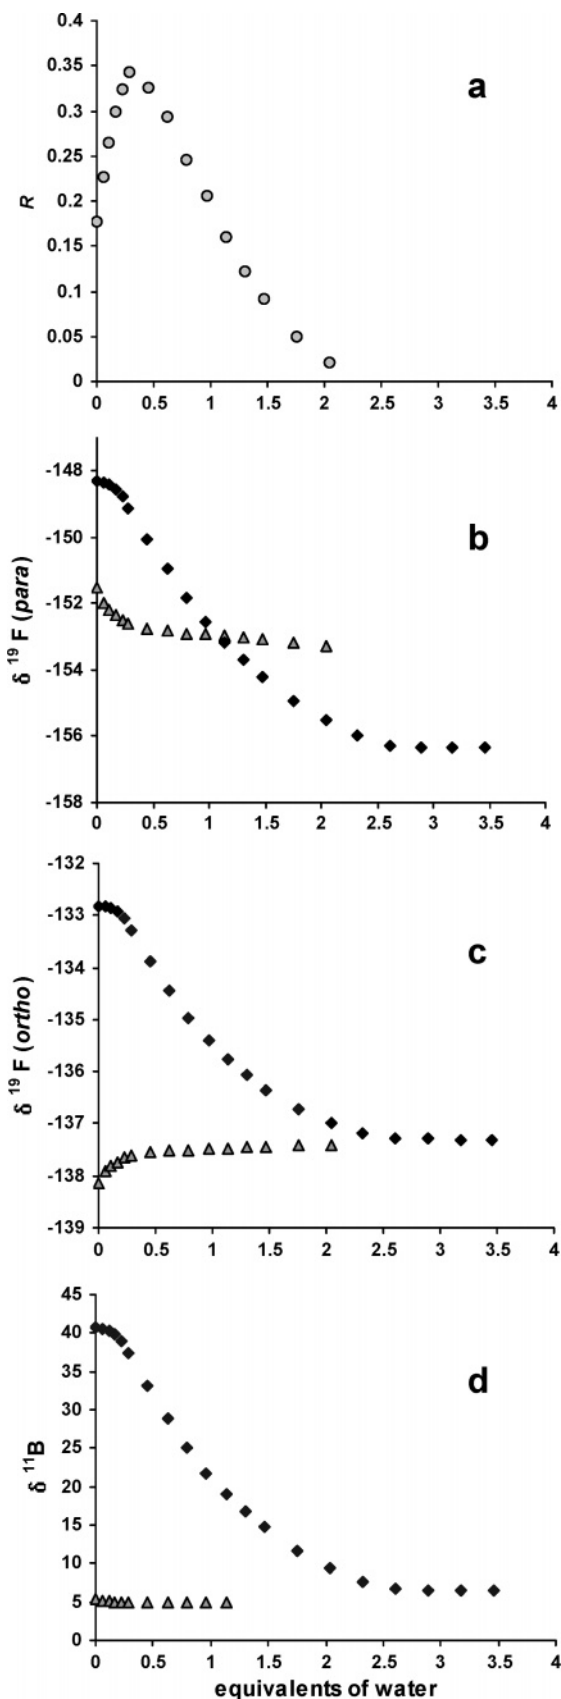 a
0.4
0.35
0.3
0.25
0.2
0.15
0.1
0.05
0
R
0 0.5 1 1.5 2 2.5 3 3.5 4
b
-148
-150
-152
-154
-156
-158
δ ¹⁹F (para)
0 0.5 1 1.5 2 2.5 3 3.5 4
c
-132
-133
-134
-135
-136
-137
-138
-139
δ ¹⁹F (ortho)
0 0.5 1 1.5 2 2.5 3 3.5 4
d
45
40
35
30
25
20
15
10
5
0
δ ¹¹B
0 0.5 1 1.5 2 2.5 3 3.5 4
equivalents of water